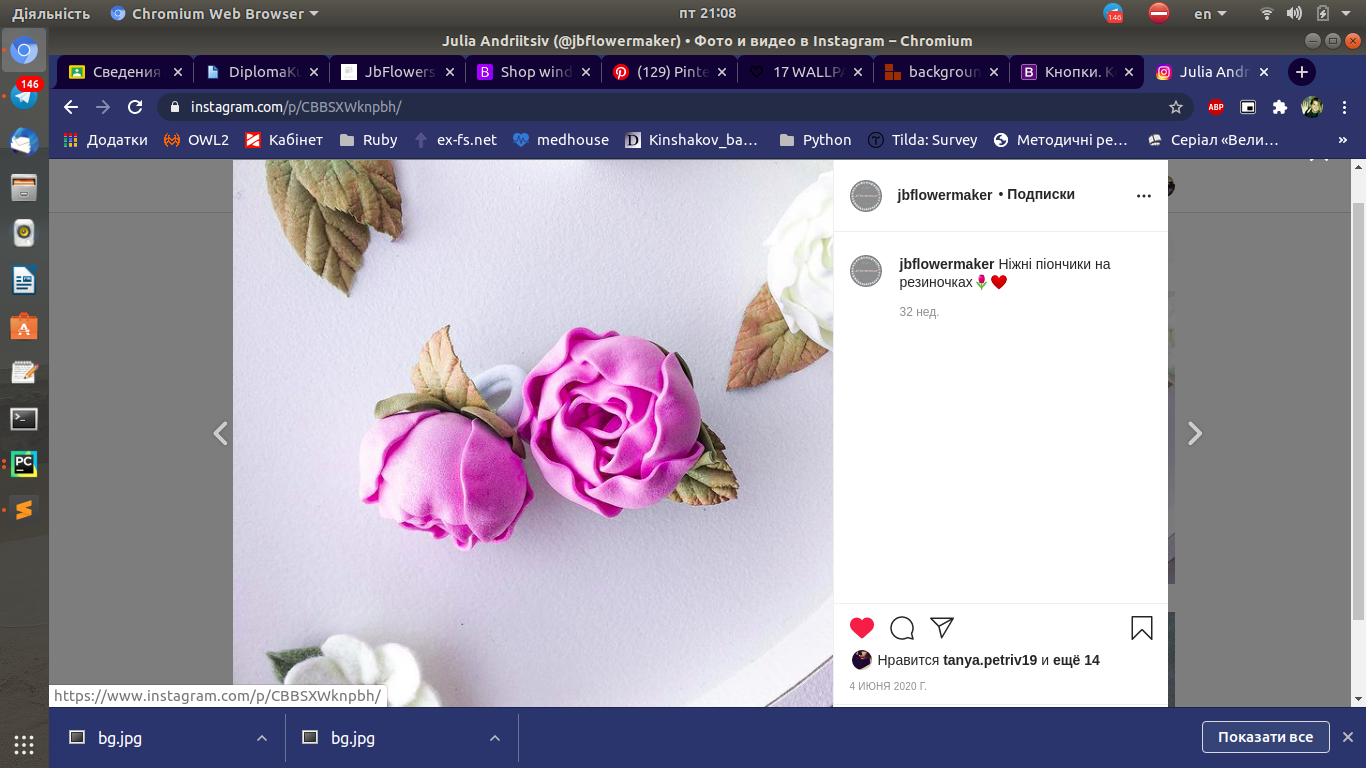 Діяльність Chromium Web Browser пт 21:08 146 en
Julia Andriitsiv (@jbflowermaker) • Фото и видео в Instagram – Chromium
Сведения DiplomaKu JbFlowers Shop wind (129) Pinte 17 WALLPA backgroun Кнопки. К Julia Andr
instagram.com/p/CBBSXWknpbh/ ABP
Додатки OWL2 Кабінет Ruby ex-fs.net medhouse Kinshakov_ba… Python Tilda: Survey Методичні ре… Серіал «Вели… »
146
jbflowermaker • Подписки
jbflowermaker Ніжні піончики на
резиночках🌷❤️
32 нед.
Нравится tanya.petriv19 и ещё 14
4 ИЮНЯ 2020 Г.
https://www.instagram.com/p/CBBSXWknpbh/
bg.jpg bg.jpg Показати все